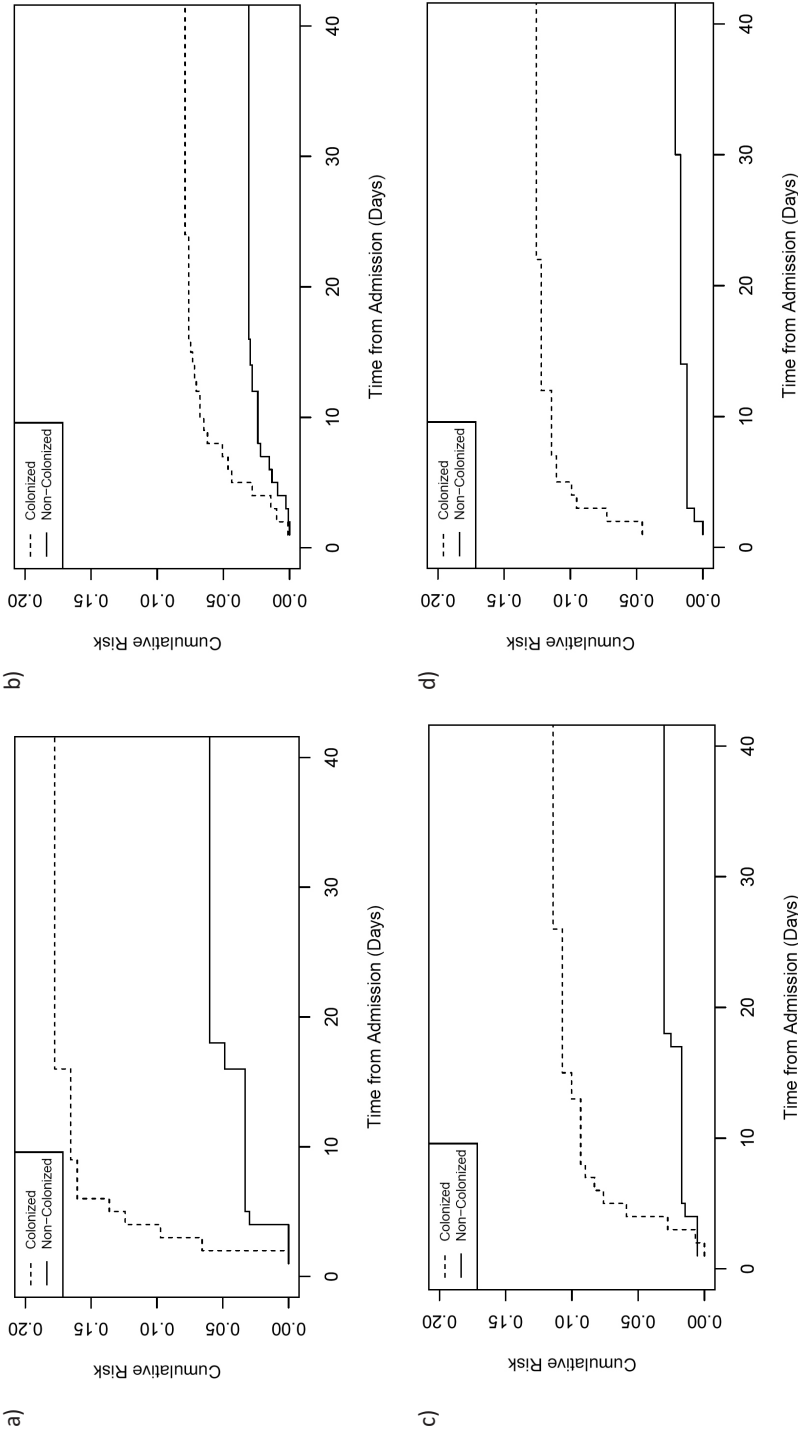 a)
Cumulative Risk
0.00
0.05
0.10
0.15
0.20
Colonized
Non−Colonized
0
10
20
30
40
Time from Admission (Days)
b)
Cumulative Risk
0.00
0.05
0.10
0.15
0.20
Colonized
Non−Colonized
0
10
20
30
40
Time from Admission (Days)
c)
Cumulative Risk
0.00
0.05
0.10
0.15
0.20
Colonized
Non−Colonized
0
10
20
30
40
Time from Admission (Days)
d)
Cumulative Risk
0.00
0.05
0.10
0.15
0.20
Colonized
Non−Colonized
0
10
20
30
40
Time from Admission (Days)